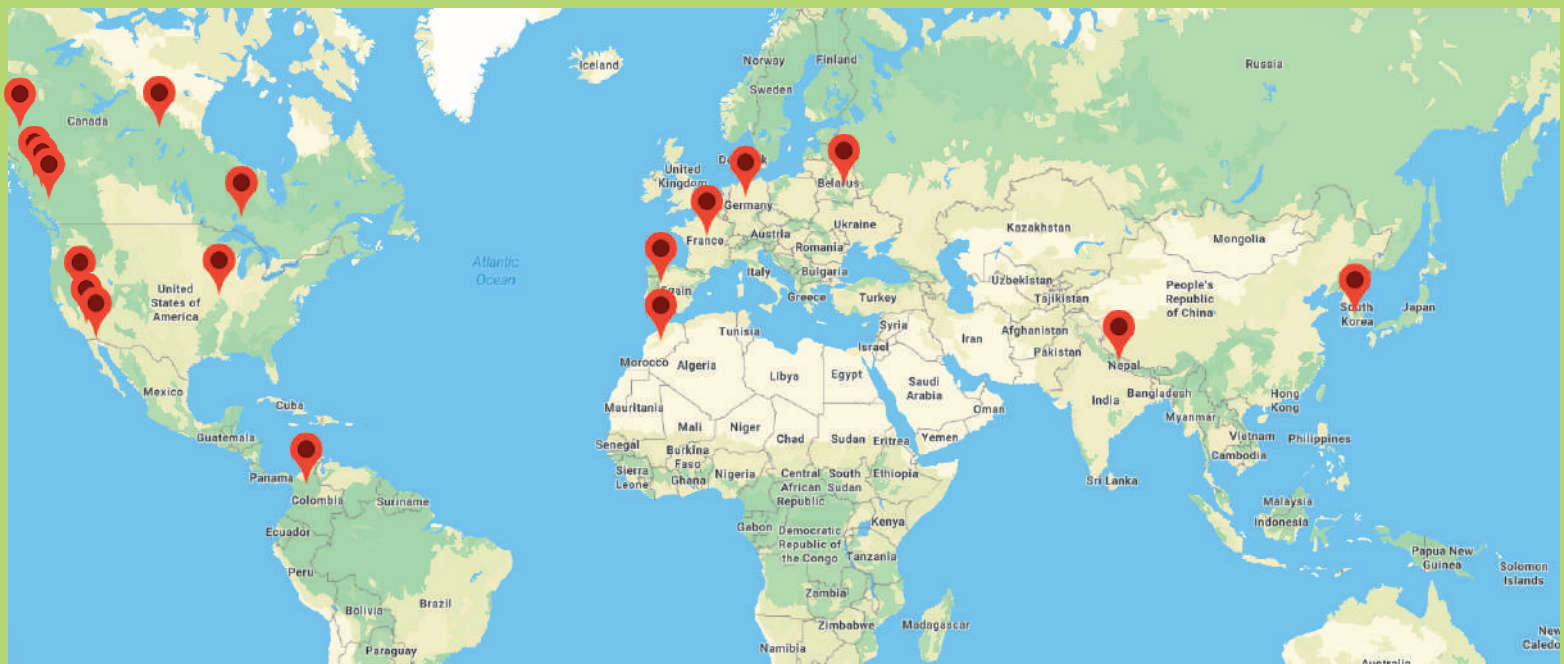 Iceland
Norway
Finland
Russia
Sweden
Canada
United
Kingdom
Belarus
Germany
Ukraine
Kazakhstan
Austria
France
Romania
Mongolia
Atlantic
Ocean
Italy
Bulgaria
Uzbekistan
United
States of
America
Spain
Greece
Turkey
Tajikistan
People's
Republic
of China
South
Korea
Japan
Tunisia
Syria
Iran
Afghanistan
Israel
Pakistan
Morocco
Algeria
Nepal
Libya
Egypt
Saudi
Arabia
Mexico
India
Bangladesh
Hong
Kong
Cuba
Mauritania
Oman
Myanmar
Mali
Niger
Chad
Sudan
Eritrea
Yemen
Guatemala
Senegal
Burkina
Faso
Vietnam
Philippines
Cambodia
Panama
Sierra
Leone
Ghana
Nigeria
Central
African
Republic
South
Sudan
Ethiopia
Sri Lanka
Colombia
Suriname
Malaysia
Indonesia
Ecuador
Gabon
Democratic
Republic of
the Congo
Kenya
Tanzania
Papua New
Guinea
Solomon
Islands
Peru
Zambia
Bolivia
Brazil
Zimbabwe
Madagascar
Paraguay
Namibia
New
Caledo
Australia